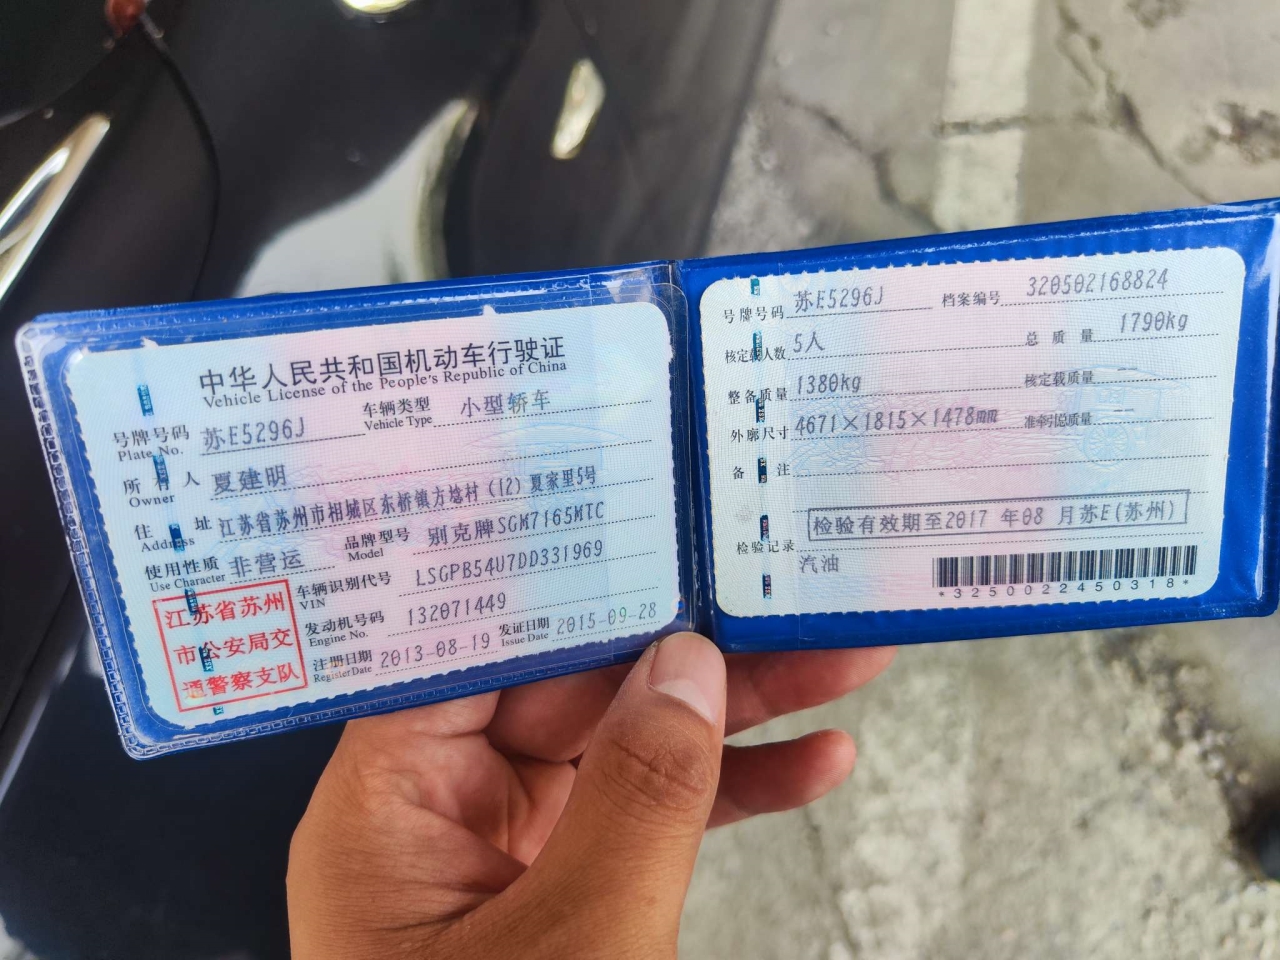 中华人民共和国机动车行驶证
Vehicle License of the People's Republic of China
号牌号码 苏E5296J 车辆类型 小型轿车
Plate No. Vehicle Type
所有人 夏建明
Owner
住址 江苏省苏州市相城区东桥镇方埝村(12)夏家里5号
Address
使用性质 非营运 品牌型号 别克牌SGM7165MTC
Use Character Model
车辆识别代号 LSGPB54U7DD331969
VIN
发动机号码 132071449
Engine No.
注册日期 2013-08-19 发证日期 2015-09-28
Register Date Issue Date
江苏省苏州
市公安局交
通警察支队
号牌号码 苏E5296J 档案编号 320502168824
核定载人数 5人 总质量 1790kg
整备质量 1380kg 核定载质量 --
外廓尺寸 4671×1815×1478mm 准牵引总质量 --
备注
检验有效期至2017 年08 月苏E(苏州)
检验记录
汽油
*3250022450318*